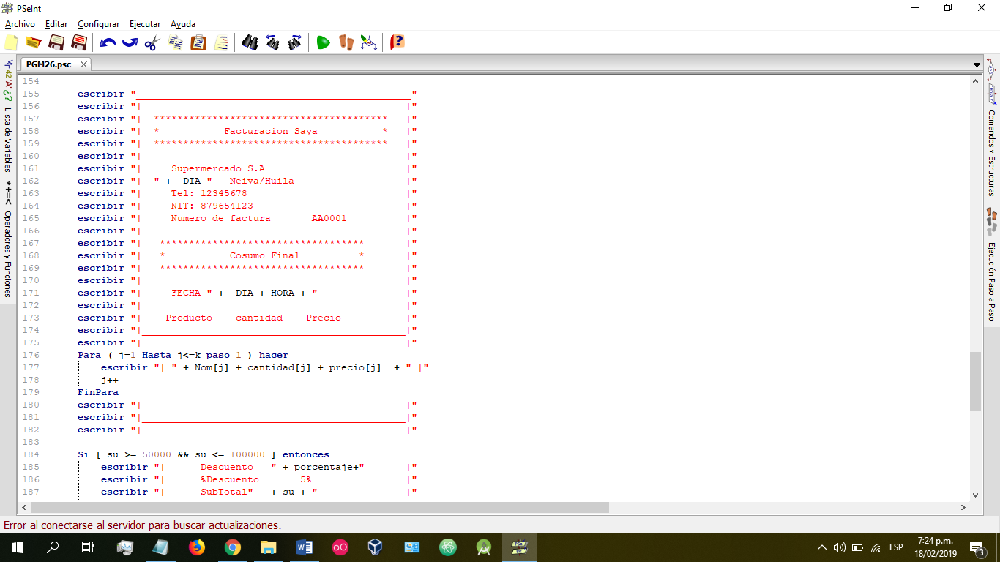 PSeInt
Archivo Editar Configurar Ejecutar Ayuda
PGM26.psc
154
155 escribir "_______________________________________________"
156 escribir "|                                             |"
157 escribir "|  ****************************************   |"
158 escribir "|  *           Facturacion Saya           *   |"
159 escribir "|  ****************************************   |"
160 escribir "|                                             |"
161 escribir "|     Supermercado S.A                        |"
162 escribir "|  " +  DIA " - Neiva/Huila                   |"
163 escribir "|     Tel: 12345678                           |"
164 escribir "|     NIT: 879654123                          |"
165 escribir "|     Numero de factura       AA0001          |"
166 escribir "|                                             |"
167 escribir "|   ***********************************       |"
168 escribir "|   *           Cosumo Final          *       |"
169 escribir "|   ***********************************       |"
170 escribir "|                                             |"
171 escribir "|     FECHA " +  DIA + HORA + "               |"
172 escribir "|                                             |"
173 escribir "|    Producto    cantidad    Precio           |"
174 escribir "|_____________________________________________|"
175 escribir "|                                             |"
176 Para ( j=1 Hasta j<=k paso 1 ) hacer
177 escribir "| " + Nom[j] + cantidad[j] + precio[j]  + " |"
178 j++
179 FinPara
180 escribir "|                                             |"
181 escribir "|_____________________________________________|"
182 escribir "|                                             |"
183
184 Si [ su >= 50000 && su <= 100000 ] entonces
185 escribir "|      Descuento   " + porcentaje+"       |"
186 escribir "|      %Descuento       5%                |"
187 escribir "|      SubTotal"   + su + "               |"
*+=< Operadores y Funciones
42 'A' ¿? Lista de Variables
Comandos y Estructuras
Ejecución Paso a Paso
Error al conectarse al servidor para buscar actualizaciones.
ESP
7:24 p.m.
18/02/2019
3